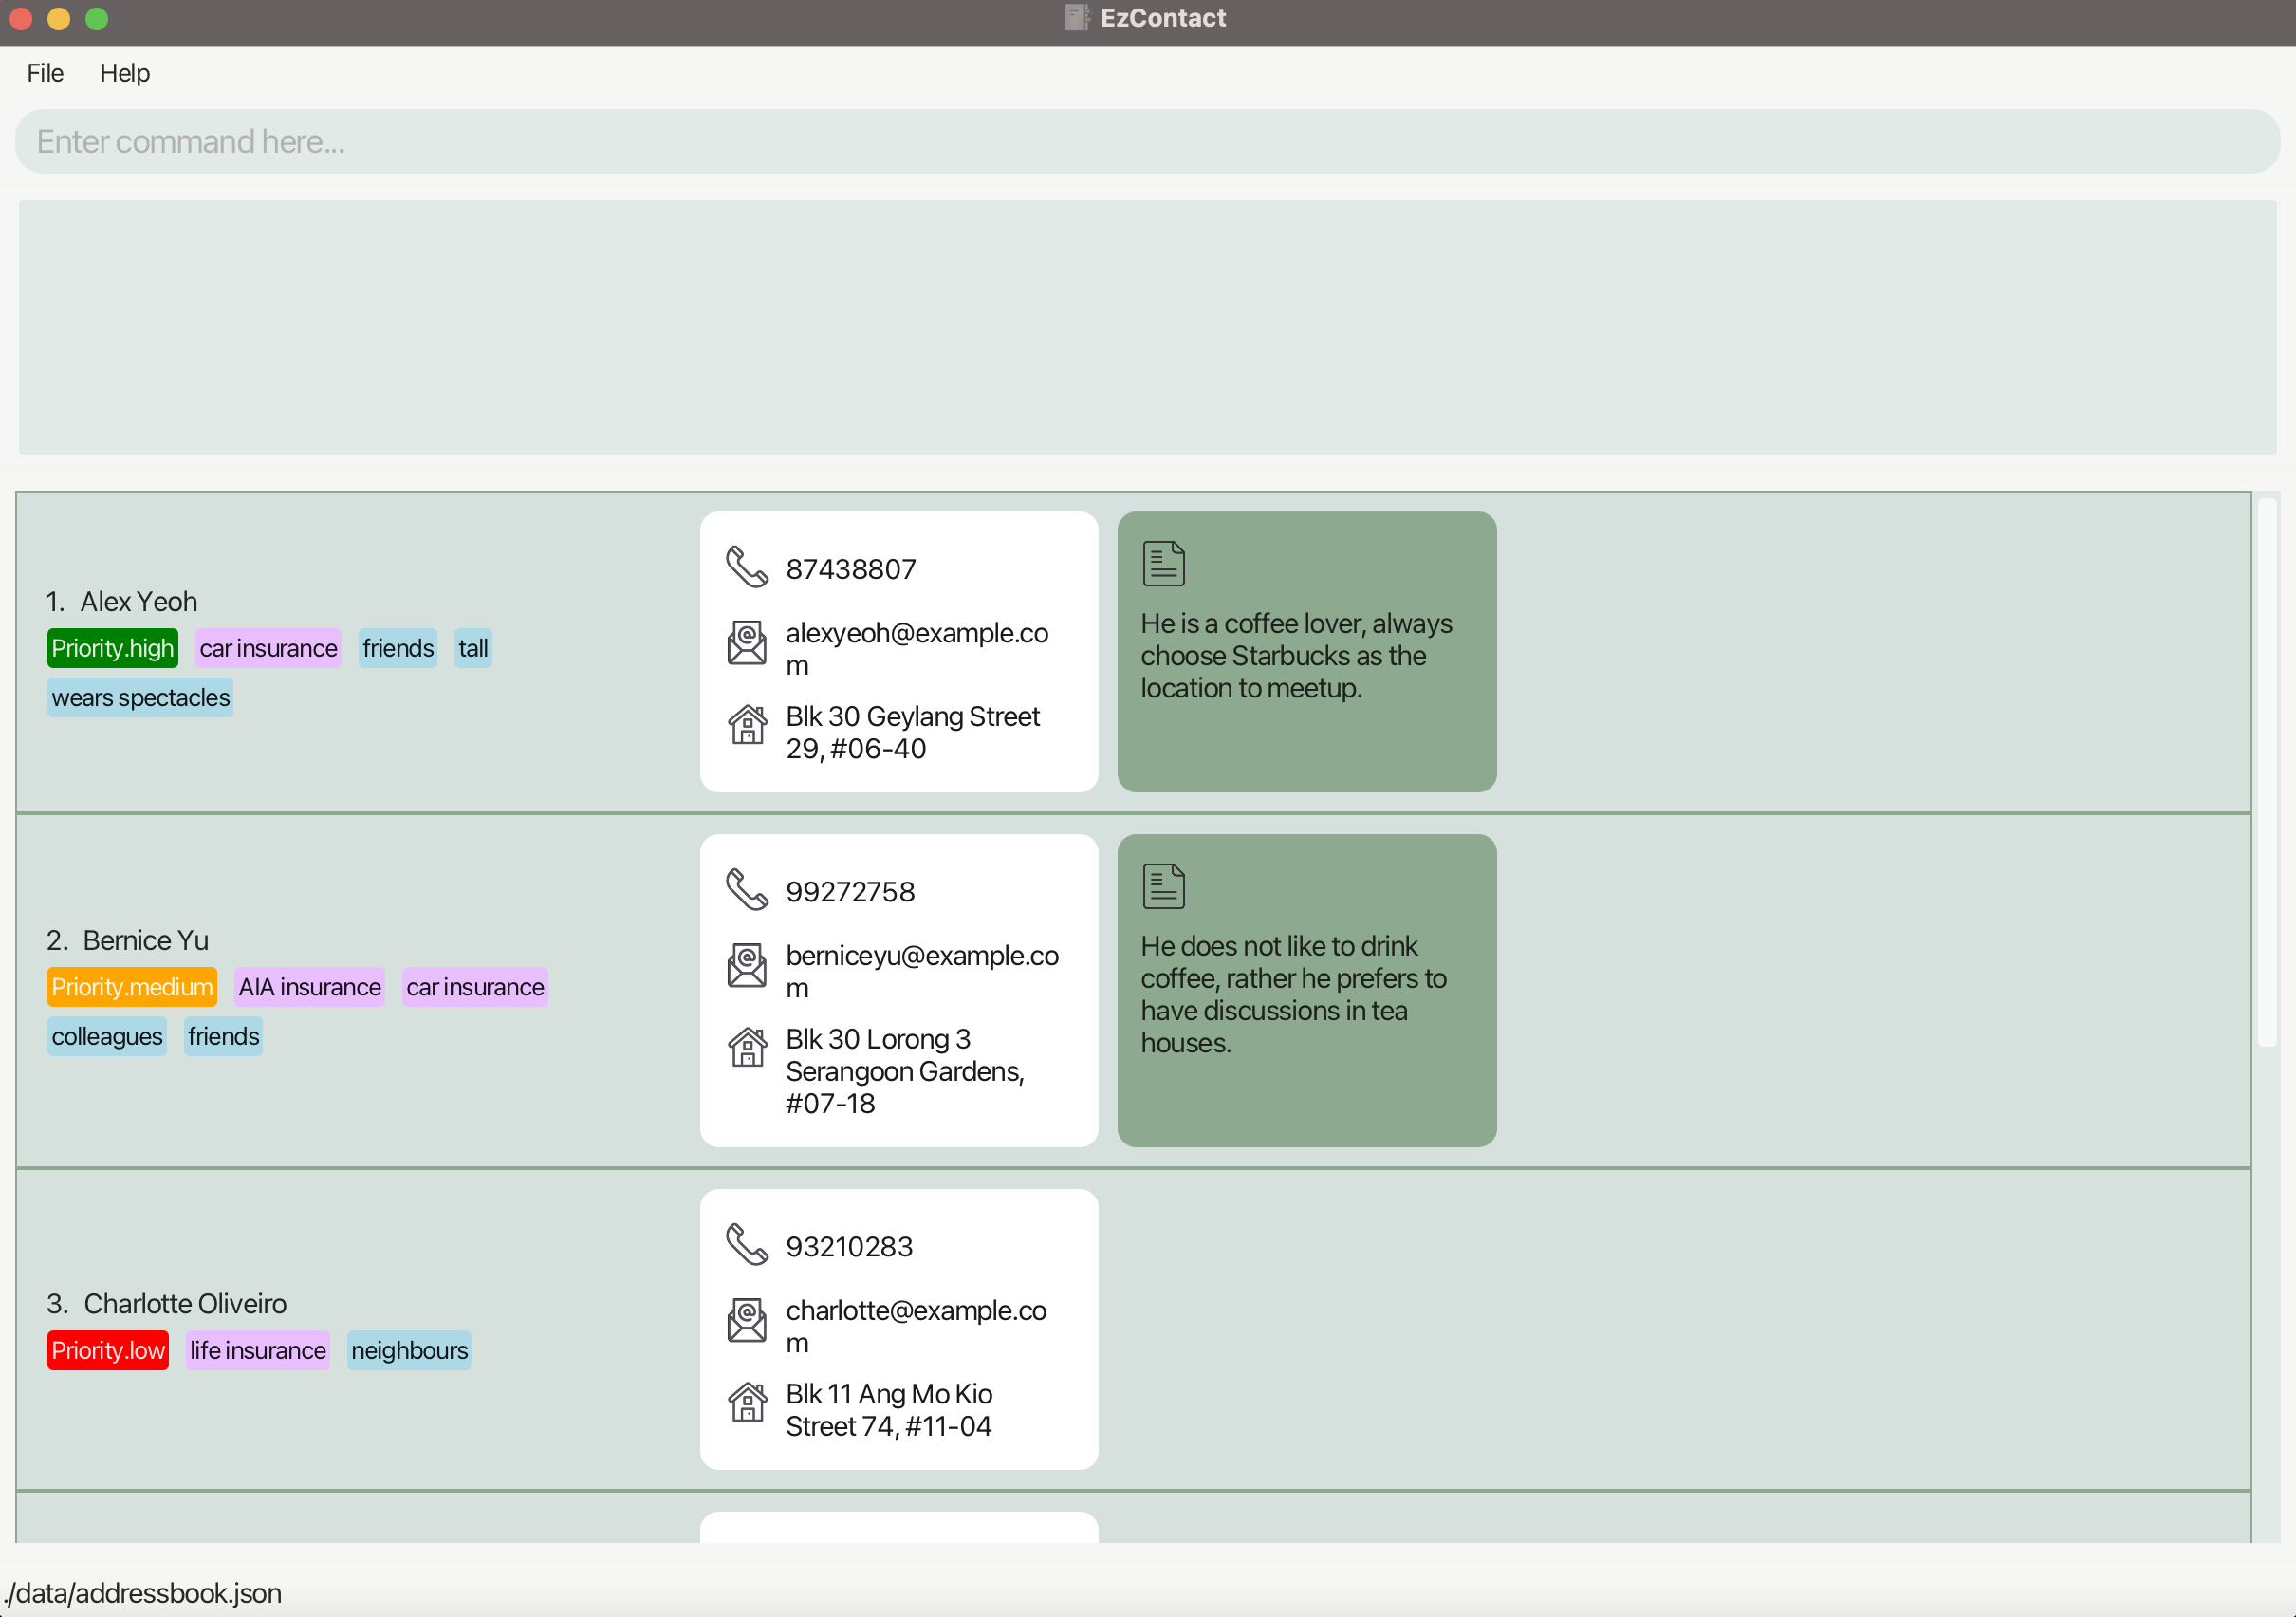 EzContact
File Help
Enter command here...
1. Alex Yeoh
Priority.high car insurance friends tall
wears spectacles
87438807
alexyeoh@example.co
m
Blk 30 Geylang Street
29, #06-40
He is a coffee lover, always
choose Starbucks as the
location to meetup.
2. Bernice Yu
Priority.medium AIA insurance car insurance
colleagues friends
99272758
berniceyu@example.co
m
Blk 30 Lorong 3
Serangoon Gardens,
#07-18
He does not like to drink
coffee, rather he prefers to
have discussions in tea
houses.
3. Charlotte Oliveiro
Priority.low life insurance neighbours
93210283
charlotte@example.co
m
Blk 11 Ang Mo Kio
Street 74, #11-04
./data/addressbook.json